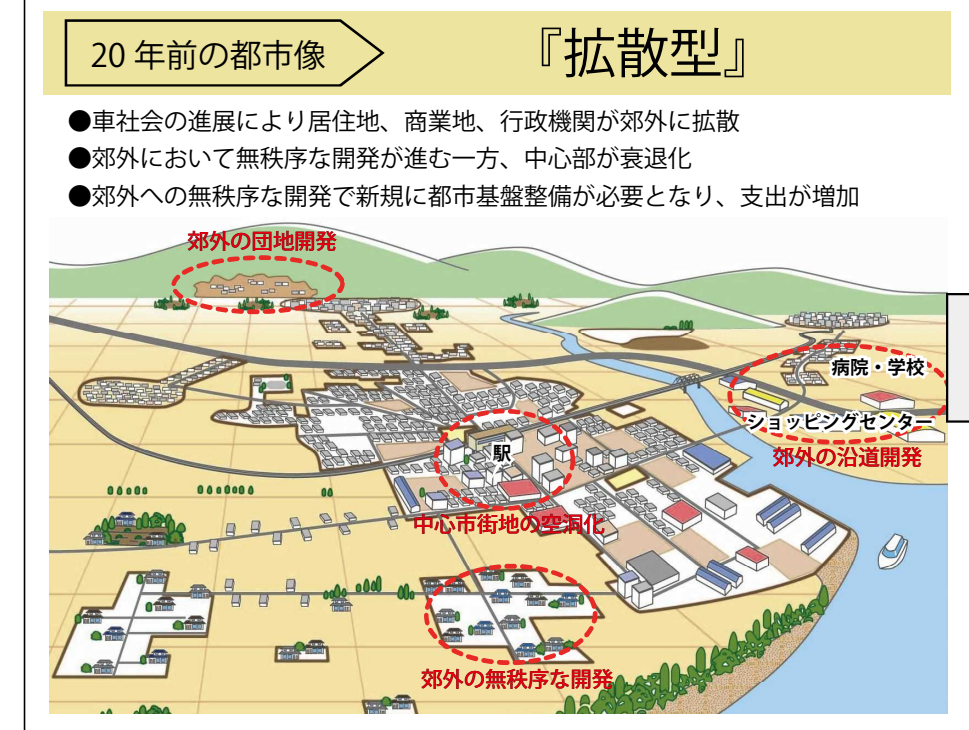 20年前の都市像
『拡散型』
●車社会の進展により居住地、商業地、行政機関が郊外に拡散
●郊外において無秩序な開発が進む一方、中心部が衰退化
●郊外への無秩序な開発で新規に都市基盤整備が必要となり、支出が増加
郊外の団地開発
病院・学校
ショッピングセンター
郊外の沿道開発
駅
中心市街地の空洞化
郊外の無秩序な開発